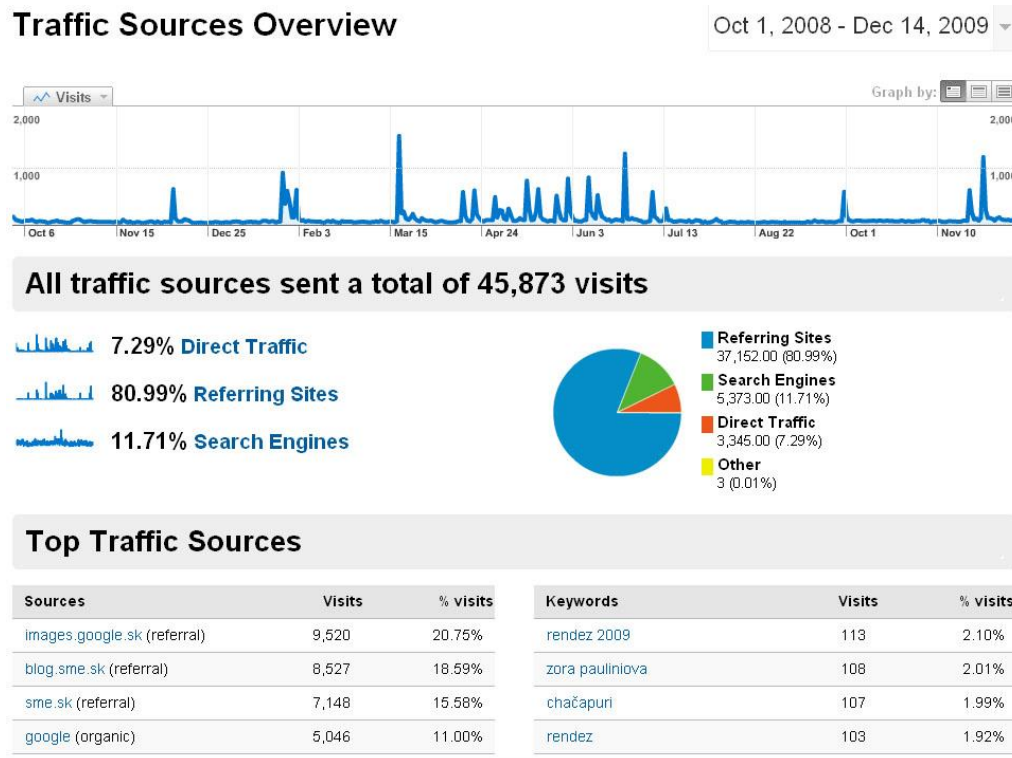 Traffic Sources Overview
Oct 1, 2008 - Dec 14, 2009
Visits
Graph by:
2,000 2,000
1,000 1,000
Oct 6 Nov 15 Dec 25 Feb 3 Mar 15 Apr 24 Jun 3 Jul 13 Aug 22 Oct 1 Nov 10
All traffic sources sent a total of 45,873 visits
7.29% Direct Traffic
80.99% Referring Sites
11.71% Search Engines
Referring Sites
37,152.00 (80.99%)
Search Engines
5,373.00 (11.71%)
Direct Traffic
3,345.00 (7.29%)
Other
3 (0.01%)
Top Traffic Sources
Sources Visits % visits
images.google.sk (referral) 9,520 20.75%
blog.sme.sk (referral) 8,527 18.59%
sme.sk (referral) 7,148 15.58%
google (organic) 5,046 11.00%
Keywords Visits % visits
rendez 2009 113 2.10%
zora pauliniova 108 2.01%
chačapuri 107 1.99%
rendez 103 1.92%